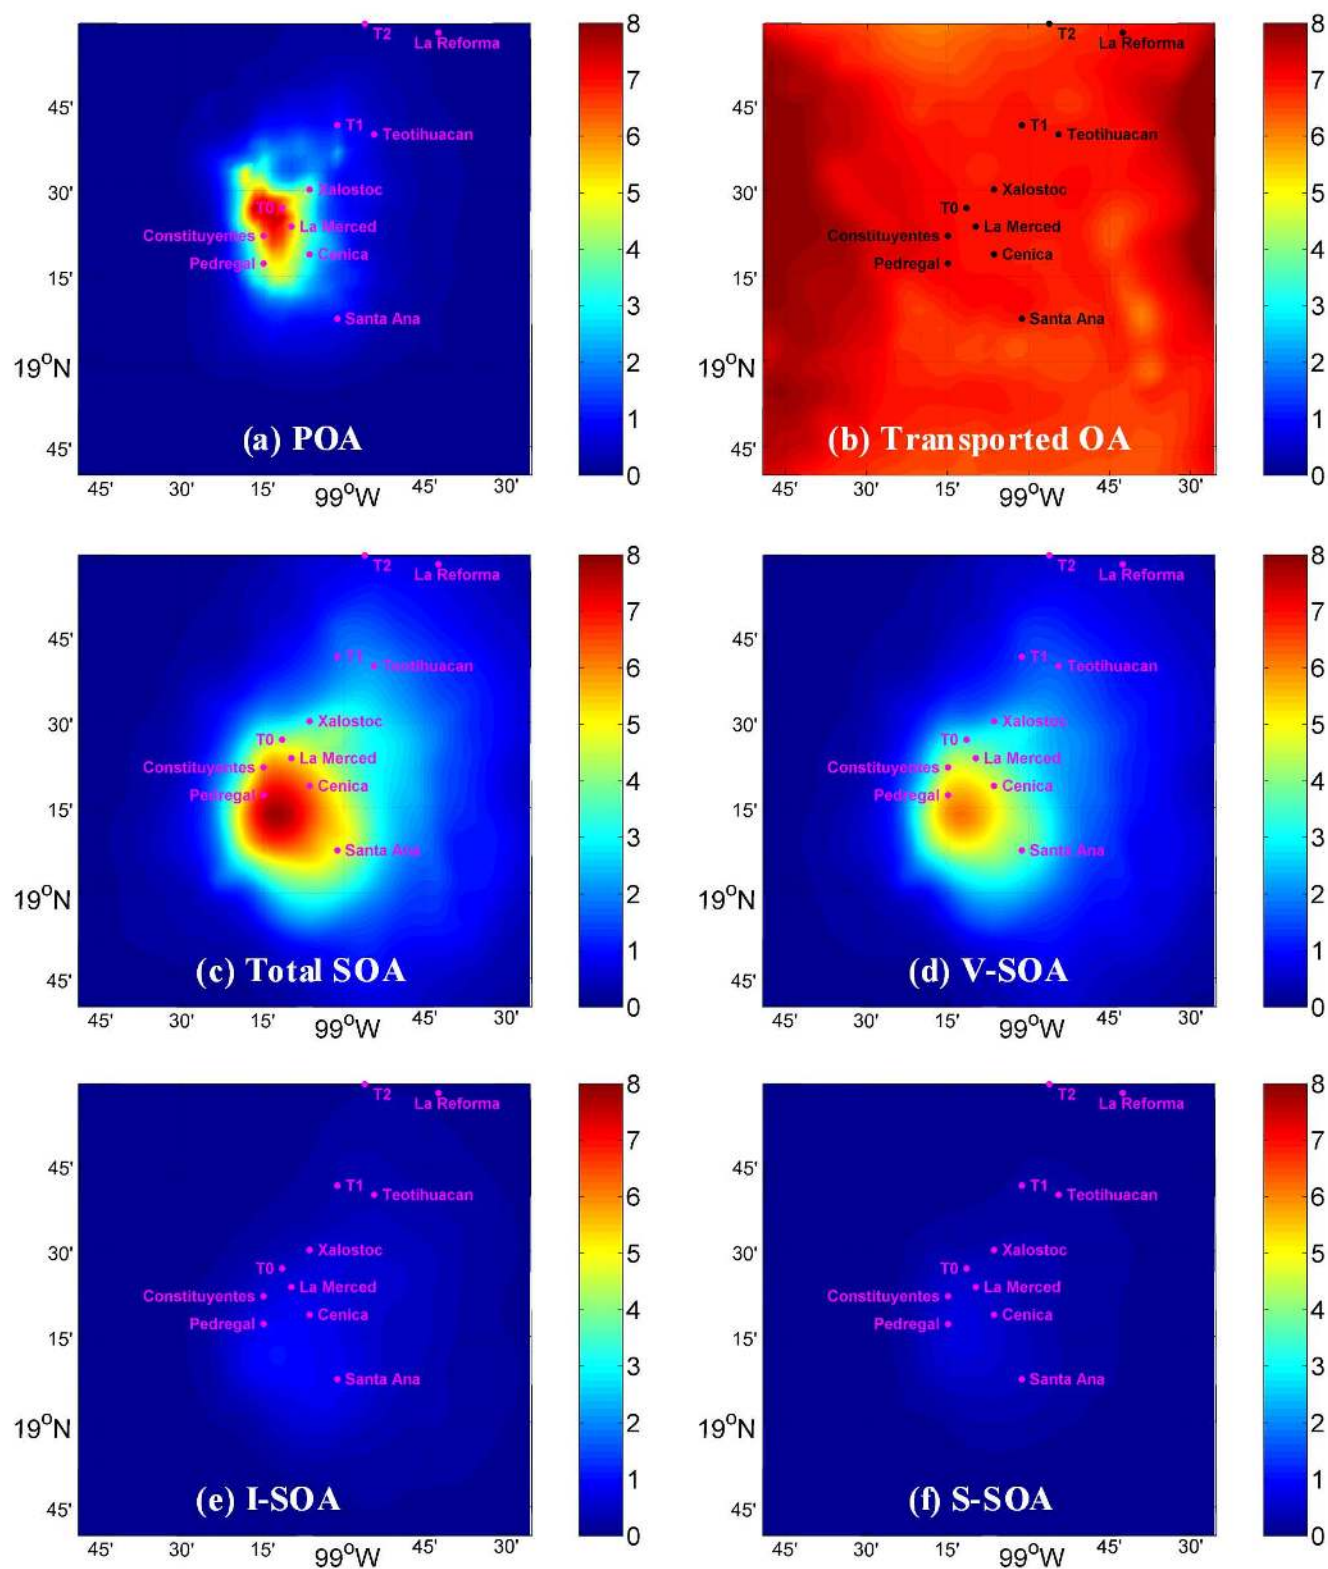 T2
La Reforma
45'
T1
Teotihuacan
30'
Xalostoc
T0
La Merced
Constituyentes
Cenica
Pedregal
15'
Santa Ana
19°N
(a) POA
45'
45' 30' 15' 99°W 45' 30'
8
7
6
5
4
3
2
1
0
T2
La Reforma
45'
T1
Teotihuacan
30'
Xalostoc
T0
La Merced
Constituyentes
Cenica
Pedregal
15'
Santa Ana
19°N
(b) Transported OA
45'
45' 30' 15' 99°W 45' 30'
8
7
6
5
4
3
2
1
0
T2
La Reforma
45'
T1
Teotihuacan
30'
Xalostoc
T0
La Merced
Constituyentes
Cenica
Pedregal
15'
Santa Ana
19°N
(c) Total SOA
45'
45' 30' 15' 99°W 45' 30'
8
7
6
5
4
3
2
1
0
T2
La Reforma
45'
T1
Teotihuacan
30'
Xalostoc
T0
La Merced
Constituyentes
Cenica
Pedregal
15'
Santa Ana
19°N
(d) V-SOA
45'
45' 30' 15' 99°W 45' 30'
8
7
6
5
4
3
2
1
0
T2
La Reforma
45'
T1
Teotihuacan
30'
Xalostoc
T0
La Merced
Constituyentes
Cenica
Pedregal
15'
Santa Ana
19°N
(e) I-SOA
45'
45' 30' 15' 99°W 45' 30'
8
7
6
5
4
3
2
1
0
T2
La Reforma
45'
T1
Teotihuacan
30'
Xalostoc
T0
La Merced
Constituyentes
Cenica
Pedregal
15'
Santa Ana
19°N
(f) S-SOA
45'
45' 30' 15' 99°W 45' 30'
8
7
6
5
4
3
2
1
0